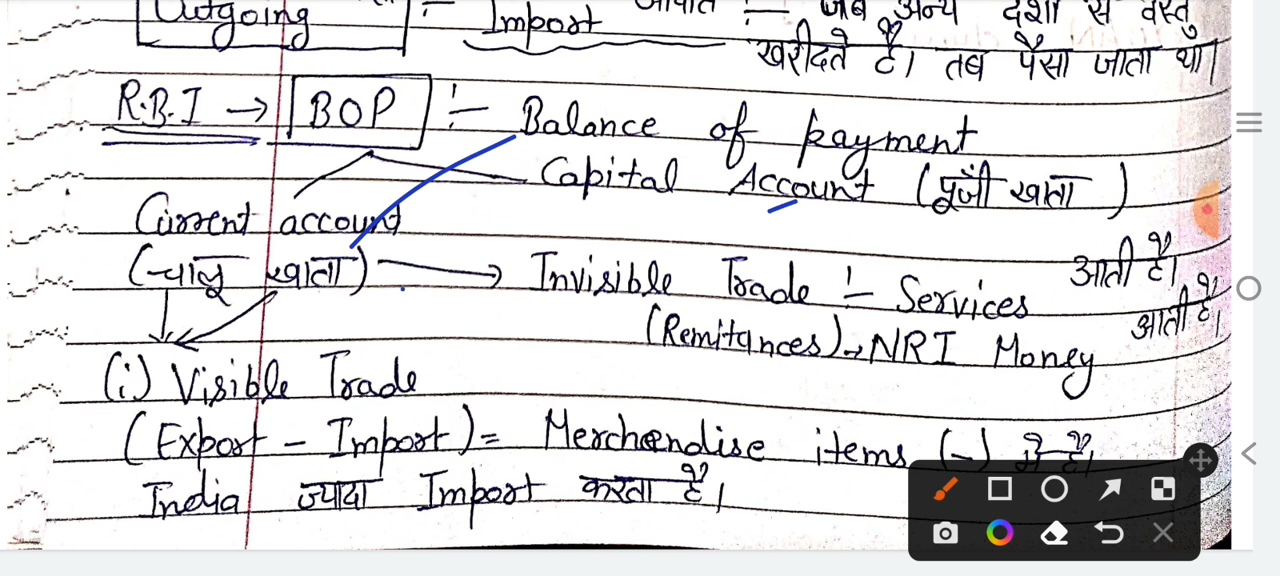 Outgoing :- Import आयात :- जब अन्य देशों से वस्तु
खरीदते हैं। तब पैसा जाता था।
R.B.I → BOP :- Balance of payment
Capital Account (पूँजी खाता)
Current account
(चालू खाता) → Invisible Trade :- Services आती हैं।
(Remitances) → NRI Money आती हैं।
(i) Visible Trade
(Export - Import) = Merchandise items (-) में हैं।
India ज्यादा Import करता हैं।